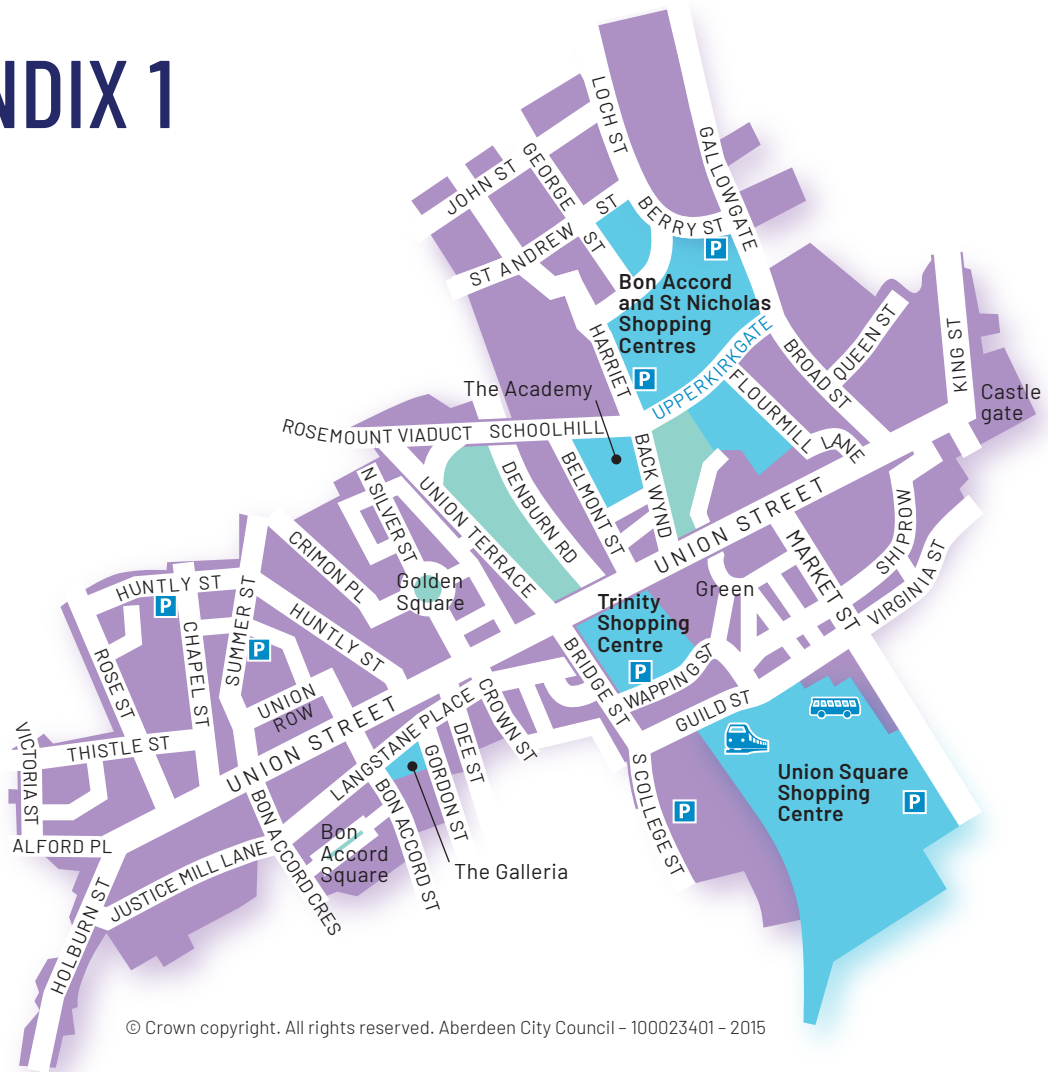 NDIX 1
LOCH ST
GALLOWGATE
JOHN ST
GEORGE ST
ST ANDREW ST
BERRY ST
P
Bon Accord
and St Nicholas
Shopping
Centres
HARRIET
P
UPPERKIRKGATE
BROAD ST
QUEEN ST
KING ST
Castle
gate
FLOURMILL LANE
The Academy
ROSEMOUNT VIADUCT
SCHOOLHILL
BACK WYND
BELMONT ST
DENBURN RD
UNION TERRACE
N SILVER ST
UNION STREET
MARKET ST
SHIPROW
VIRGINIA ST
CRIMON PL
Golden
Square
Green
Trinity
Shopping
Centre
P
HUNTLY ST
P
SUMMER ST
P
HUNTLY ST
CHAPEL ST
ROSE ST
UNION
ROW
BRIDGE ST
WAPPING ST
GUILD ST
CROWN ST
LANGSTANE PLACE
DEE ST
GORDON ST
UNION STREET
THISTLE ST
VICTORIA ST
ALFORD PL
S COLLEGE ST
P
Union Square
Shopping
Centre
P
BON ACCORD ST
BON ACCORD CRES
Bon
Accord
Square
The Galleria
JUSTICE MILL LANE
HOLBURN ST
© Crown copyright. All rights reserved. Aberdeen City Council – 100023401 – 2015